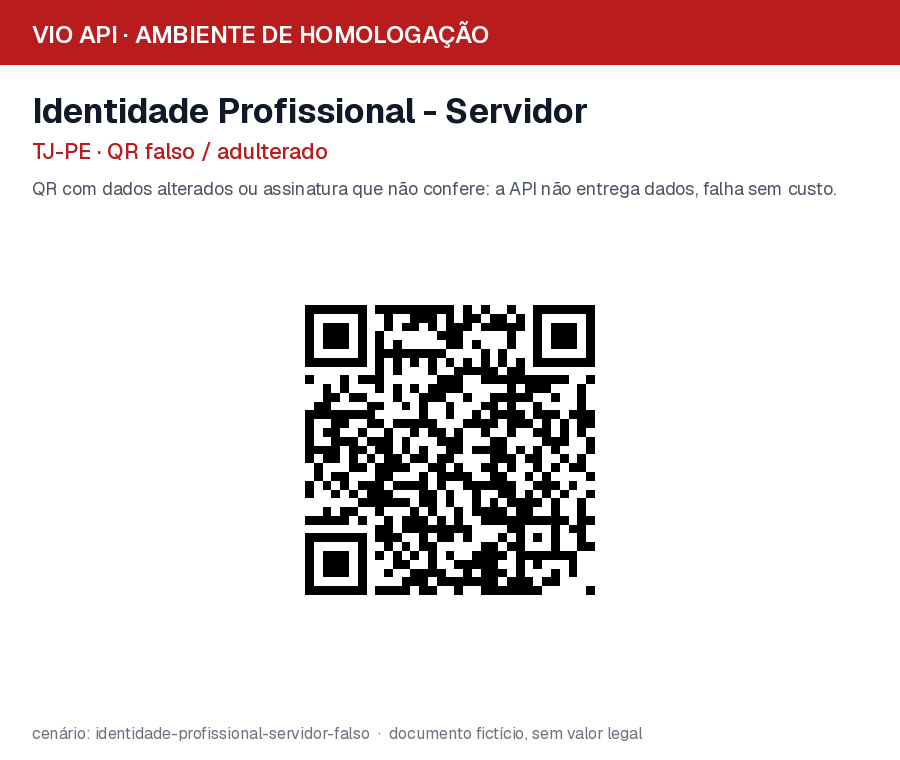 VIO API · AMBIENTE DE HOMOLOGAÇÃO
Identidade Profissional - Servidor
TJ-PE · QR falso / adulterado
QR com dados alterados ou assinatura que não confere: a API não entrega dados, falha sem custo.
cenário: identidade-profissional-servidor-falso · documento fictício, sem valor legal